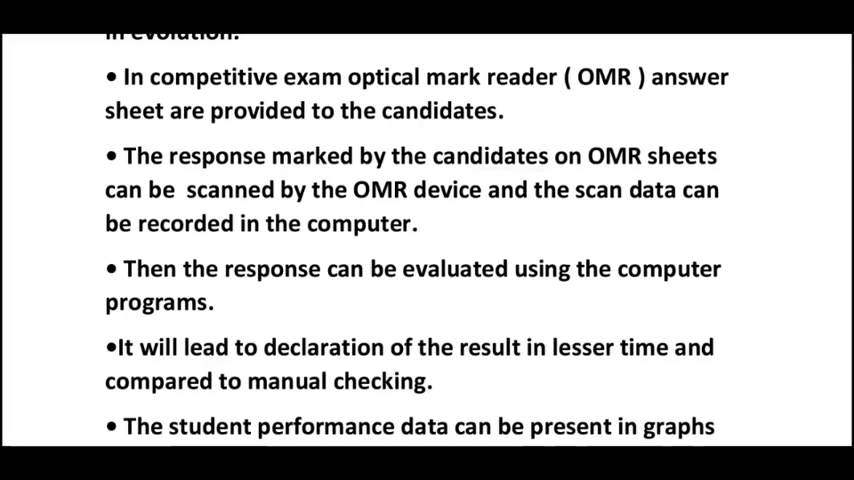 in evolution.
• In competitive exam optical mark reader ( OMR ) answer
sheet are provided to the candidates.
• The response marked by the candidates on OMR sheets
can be  scanned by the OMR device and the scan data can
be recorded in the computer.
• Then the response can be evaluated using the computer
programs.
•It will lead to declaration of the result in lesser time and
compared to manual checking.
• The student performance data can be present in graphs